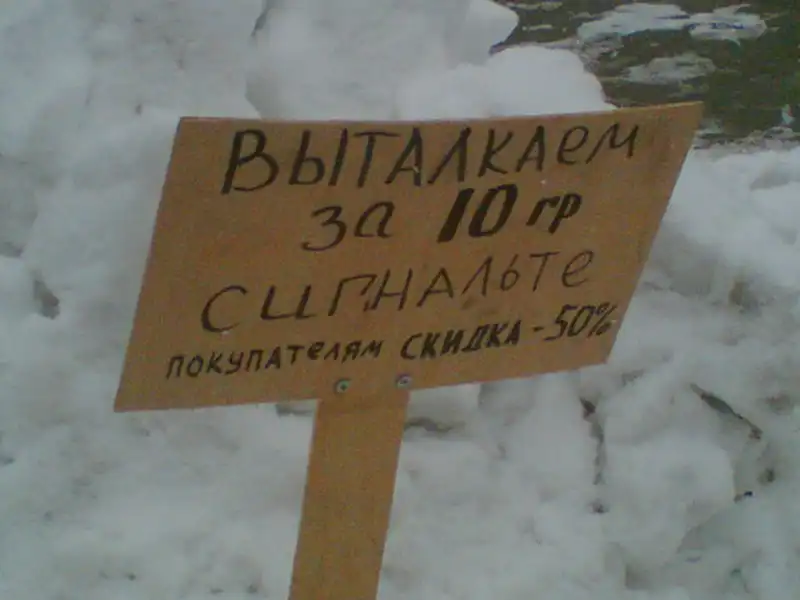 Выталкаем
за 10 гр
сигнальте
покупателям скидка -50%